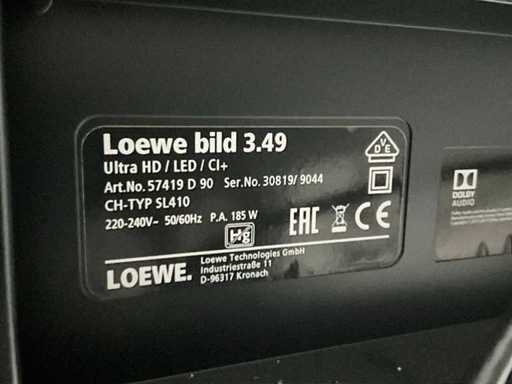 Loewe bild 3.49
Ultra HD / LED / CI+
Art.No. 57419 D 90 Ser.No. 30819/ 9044
CH-TYP SL410
220-240V~ 50/60Hz P.A. 185 W
LOEWE.
Loewe Technologies GmbH
Industriestraße 11
D-96317 Kronach
Hg
EAC
CE
VDE
DOLBY
AUDIO